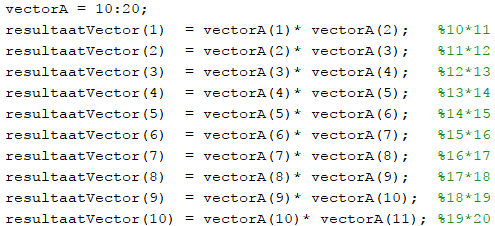 vectorA = 10:20;
resultaatVector(1)  = vectorA(1)* vectorA(2);   %10*11
resultaatVector(2)  = vectorA(2)* vectorA(3);   %11*12
resultaatVector(3)  = vectorA(3)* vectorA(4);   %12*13
resultaatVector(4)  = vectorA(4)* vectorA(5);   %13*14
resultaatVector(5)  = vectorA(5)* vectorA(6);   %14*15
resultaatVector(6)  = vectorA(6)* vectorA(7);   %15*16
resultaatVector(7)  = vectorA(7)* vectorA(8);   %16*17
resultaatVector(8)  = vectorA(8)* vectorA(9);   %17*18
resultaatVector(9)  = vectorA(9)* vectorA(10);  %18*19
resultaatVector(10) = vectorA(10)* vectorA(11); %19*20